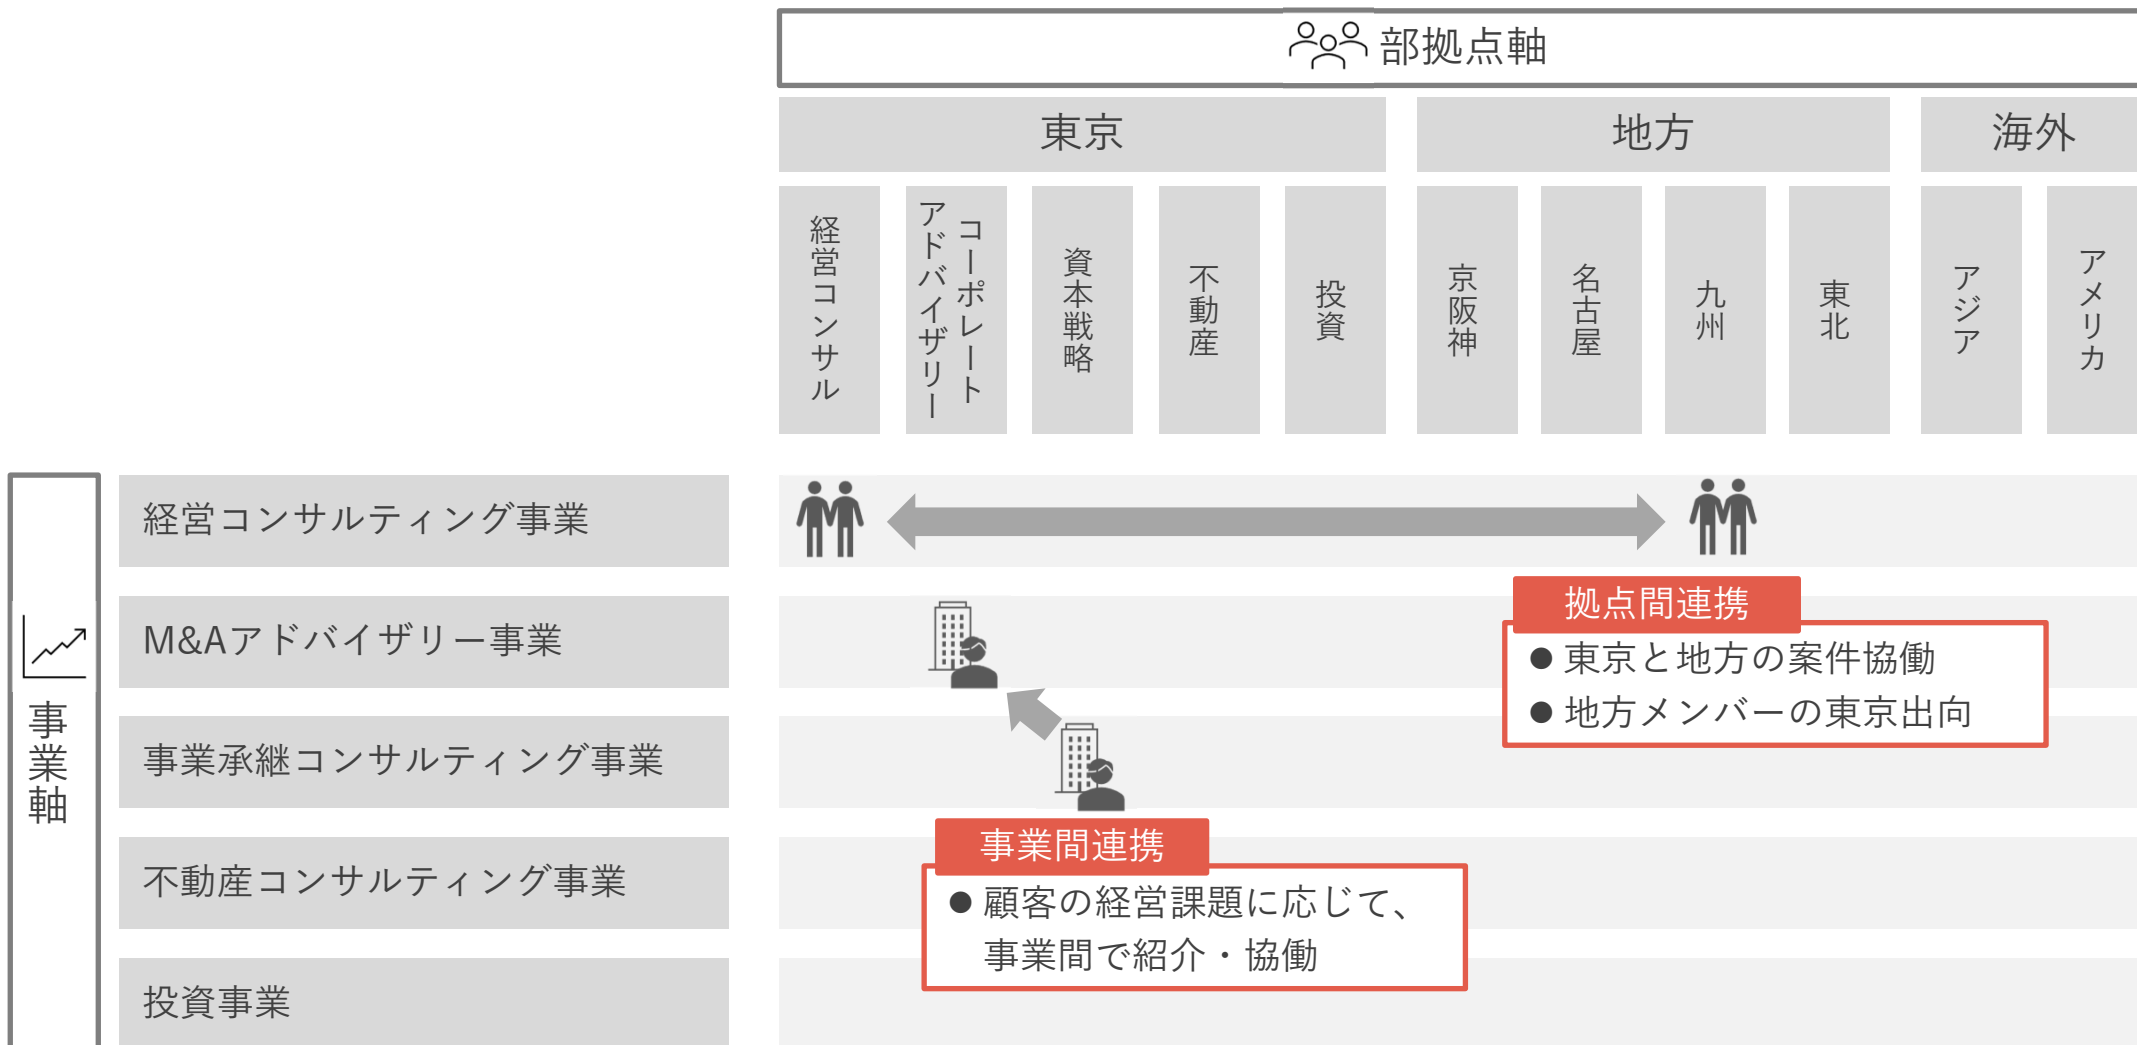 部拠点軸
東京
地方
海外
経営コンサル
コーポレート
アドバイザリー
資本戦略
不動産
投資
京阪神
名古屋
九州
東北
アジア
アメリカ
事業軸
経営コンサルティング事業
M&Aアドバイザリー事業
拠点間連携
● 東京と地方の案件協働
● 地方メンバーの東京出向
事業承継コンサルティング事業
不動産コンサルティング事業
事業間連携
● 顧客の経営課題に応じて、
事業間で紹介・協働
投資事業